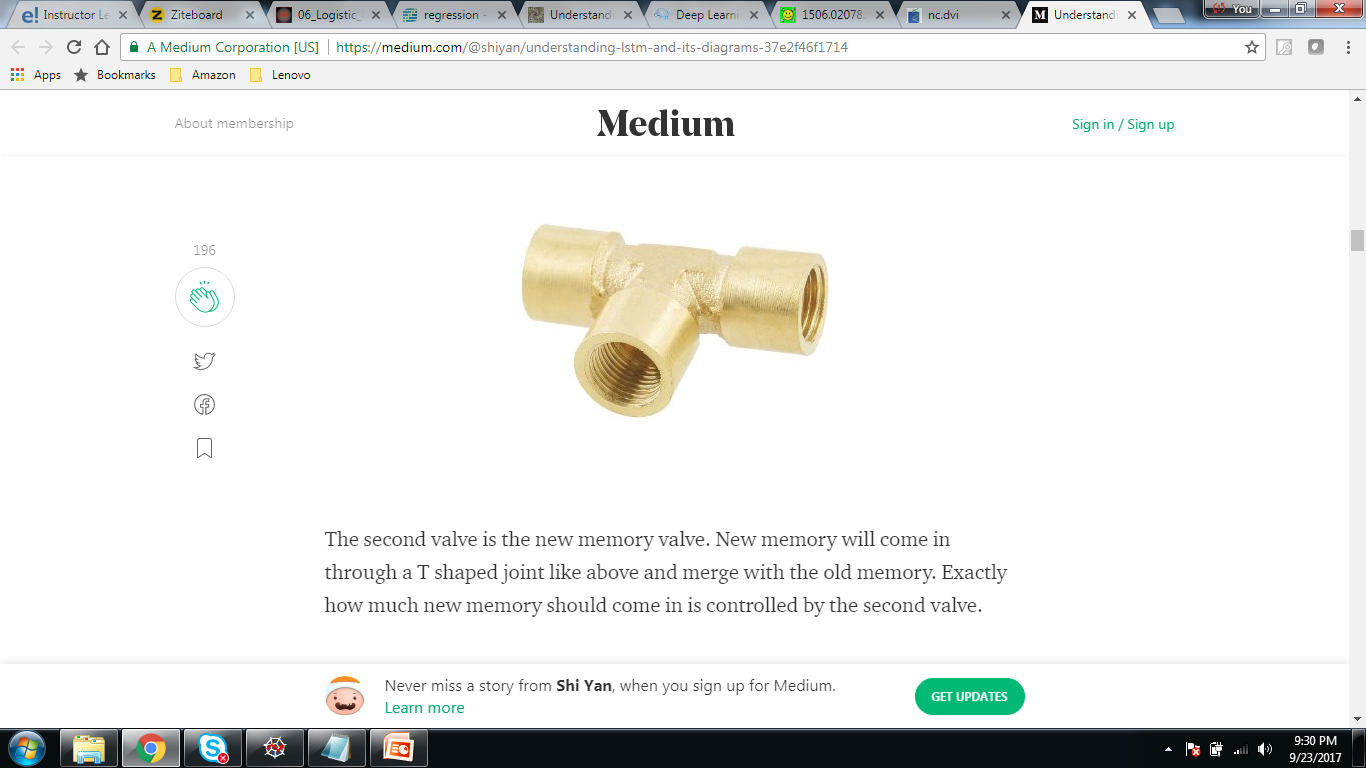 Instructor Le
Ziteboard
06_Logistic_
regression -
Understandi
Deep Learni
1506.02078.
nc.dvi
Understandi
You
A Medium Corporation [US]
https://medium.com/@shiyan/understanding-lstm-and-its-diagrams-37e2f46f1714
Apps
Bookmarks
Amazon
Lenovo
About membership
Medium
Sign in / Sign up
196
The second valve is the new memory valve. New memory will come in
through a T shaped joint like above and merge with the old memory. Exactly
how much new memory should come in is controlled by the second valve.
Never miss a story from Shi Yan, when you sign up for Medium.
Learn more
GET UPDATES
9:30 PM
9/23/2017